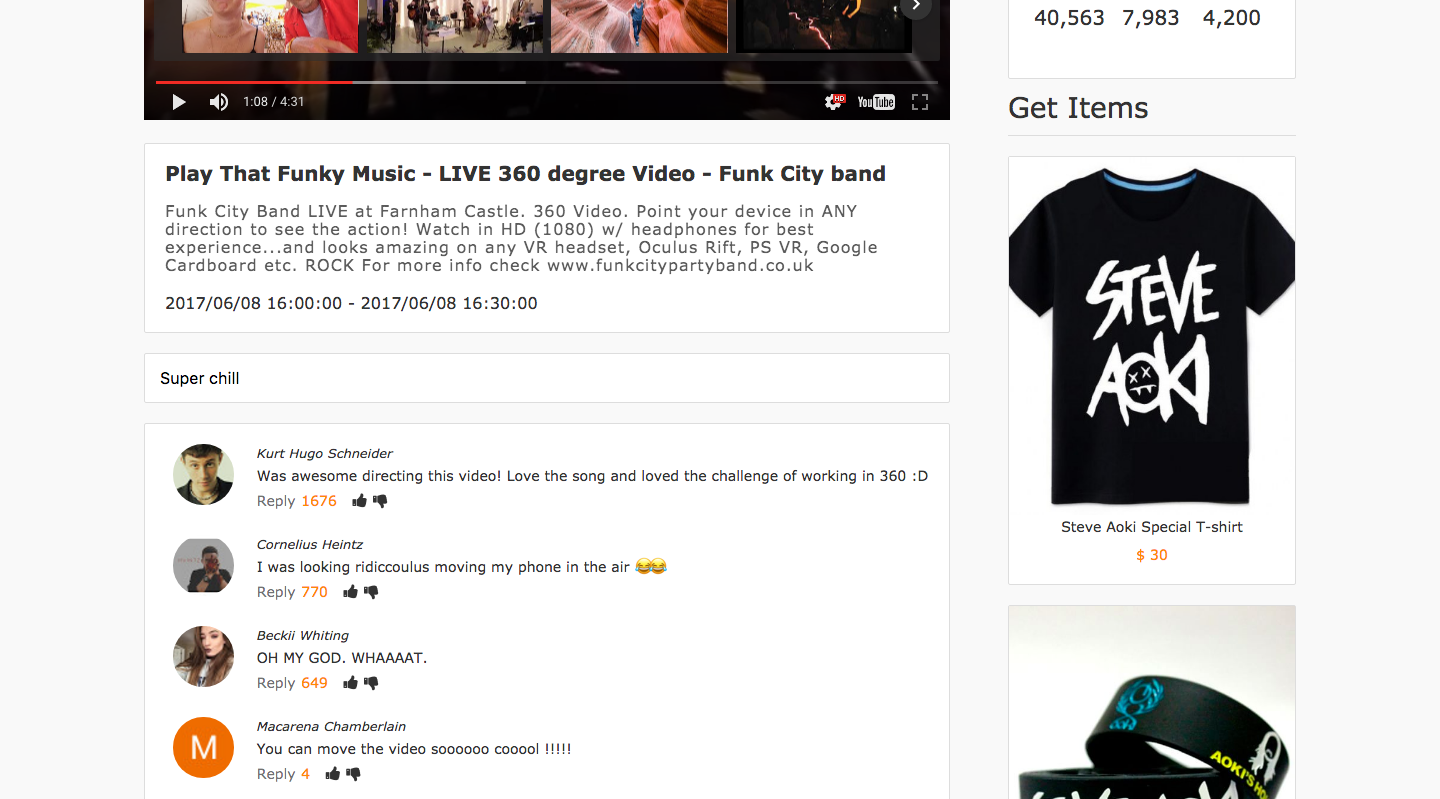 40,563 7,983 4,200
1:08 / 4:31
HD
YouTube
Play That Funky Music - LIVE 360 degree Video - Funk City band
Funk City Band LIVE at Farnham Castle. 360 Video. Point your device in ANY
direction to see the action! Watch in HD (1080) w/ headphones for best
experience...and looks amazing on any VR headset, Oculus Rift, PS VR, Google
Cardboard etc. ROCK For more info check www.funkcitypartyband.co.uk
2017/06/08 16:00:00 - 2017/06/08 16:30:00
Super chill
Kurt Hugo Schneider
Was awesome directing this video! Love the song and loved the challenge of working in 360 :D
Reply 1676
Cornelius Heintz
I was looking ridiccoulus moving my phone in the air 😂😂
Reply 770
Beckii Whiting
OH MY GOD. WHAAAAT.
Reply 649
M
Macarena Chamberlain
You can move the video soooooo cooool !!!!!
Reply 4
Get Items
STEVE
AOKI
Steve Aoki Special T-shirt
$ 30
AOKI'S
STEVE AOKI